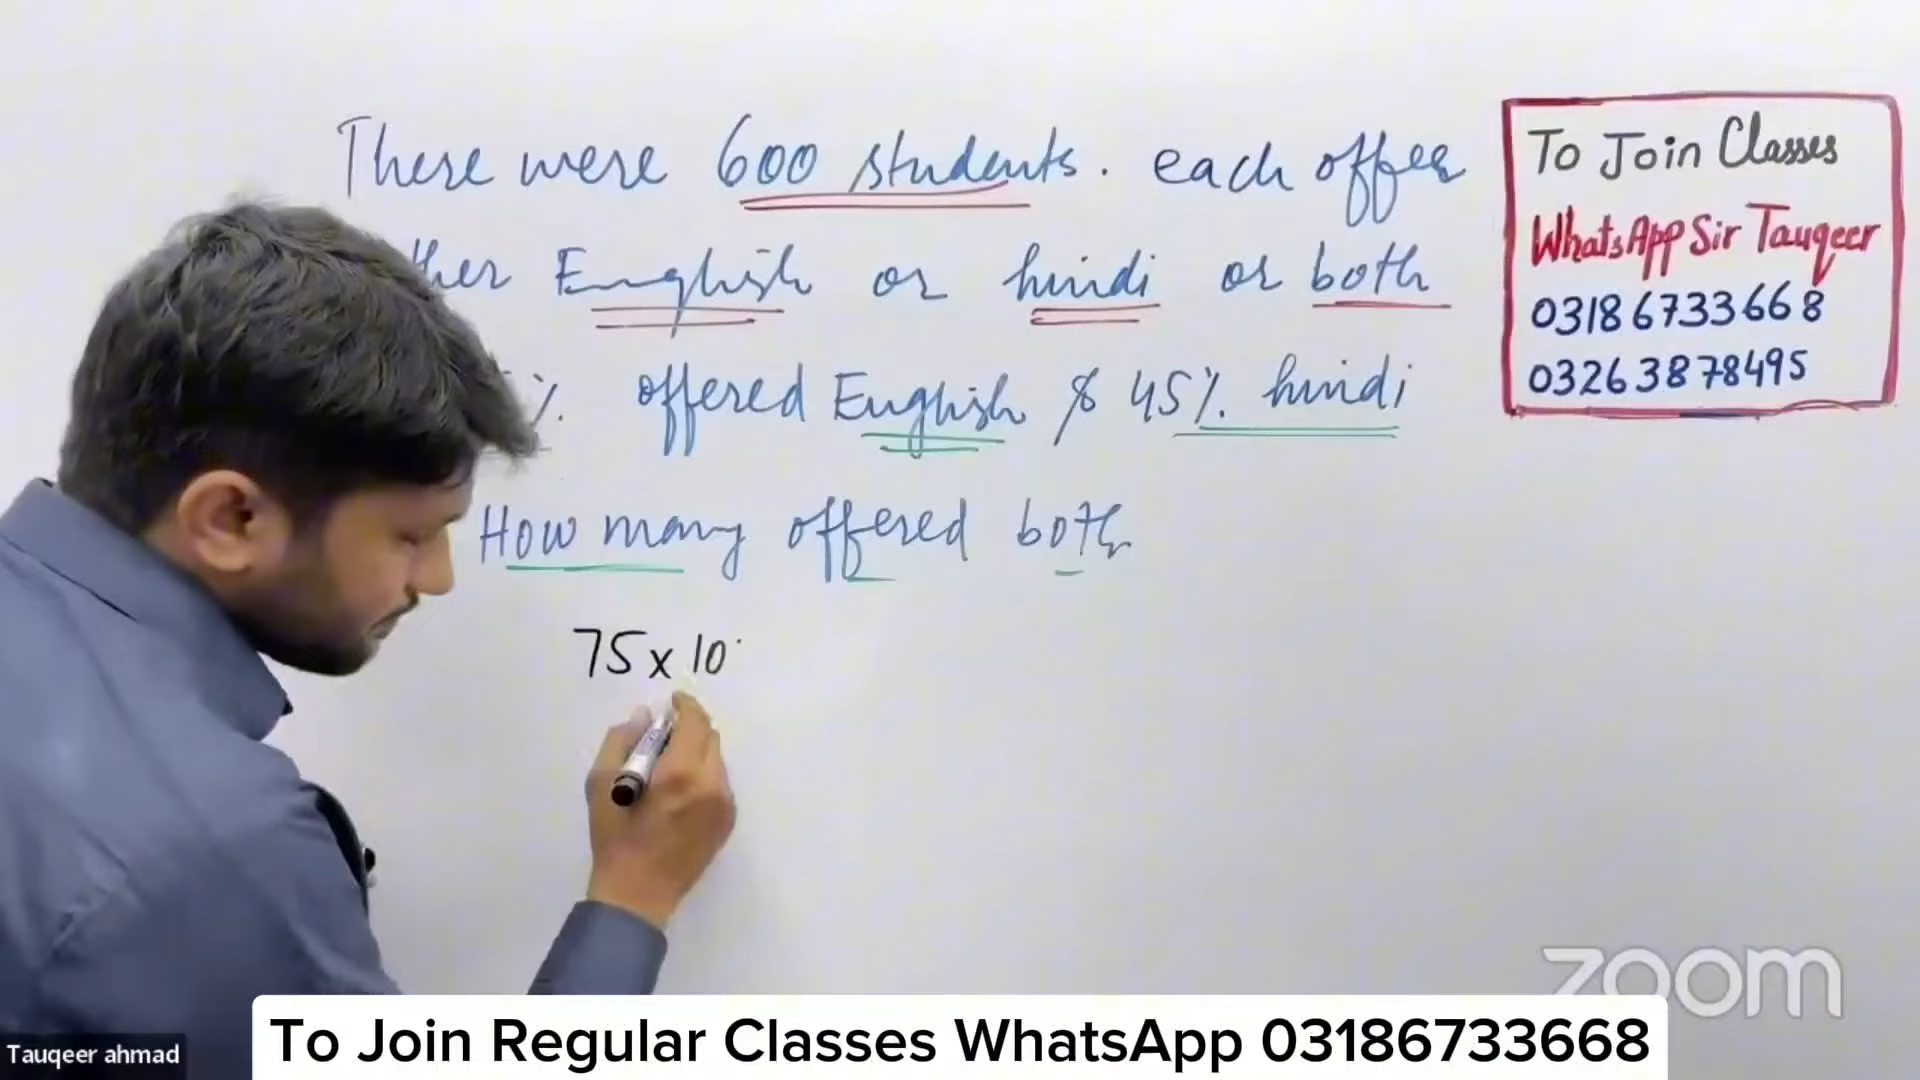 There were 600 students. each offer
ther English or hindi or both
%. offered English & 45%. hindi
How many offered both
75 x 10
To Join Classes
WhatsApp Sir Tauqeer
03186733668
03263878495
zoom
Tauqeer ahmad
To Join Regular Classes WhatsApp 03186733668